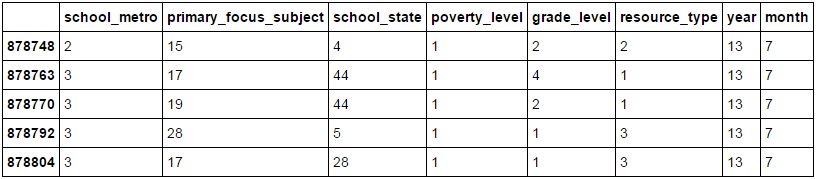 school_metro primary_focus_subject school_state poverty_level grade_level resource_type year month
878748 2 15 4 1 2 2 13 7
878763 3 17 44 1 4 1 13 7
878770 3 19 44 1 2 1 13 7
878792 3 28 5 1 1 3 13 7
878804 3 17 28 1 1 3 13 7